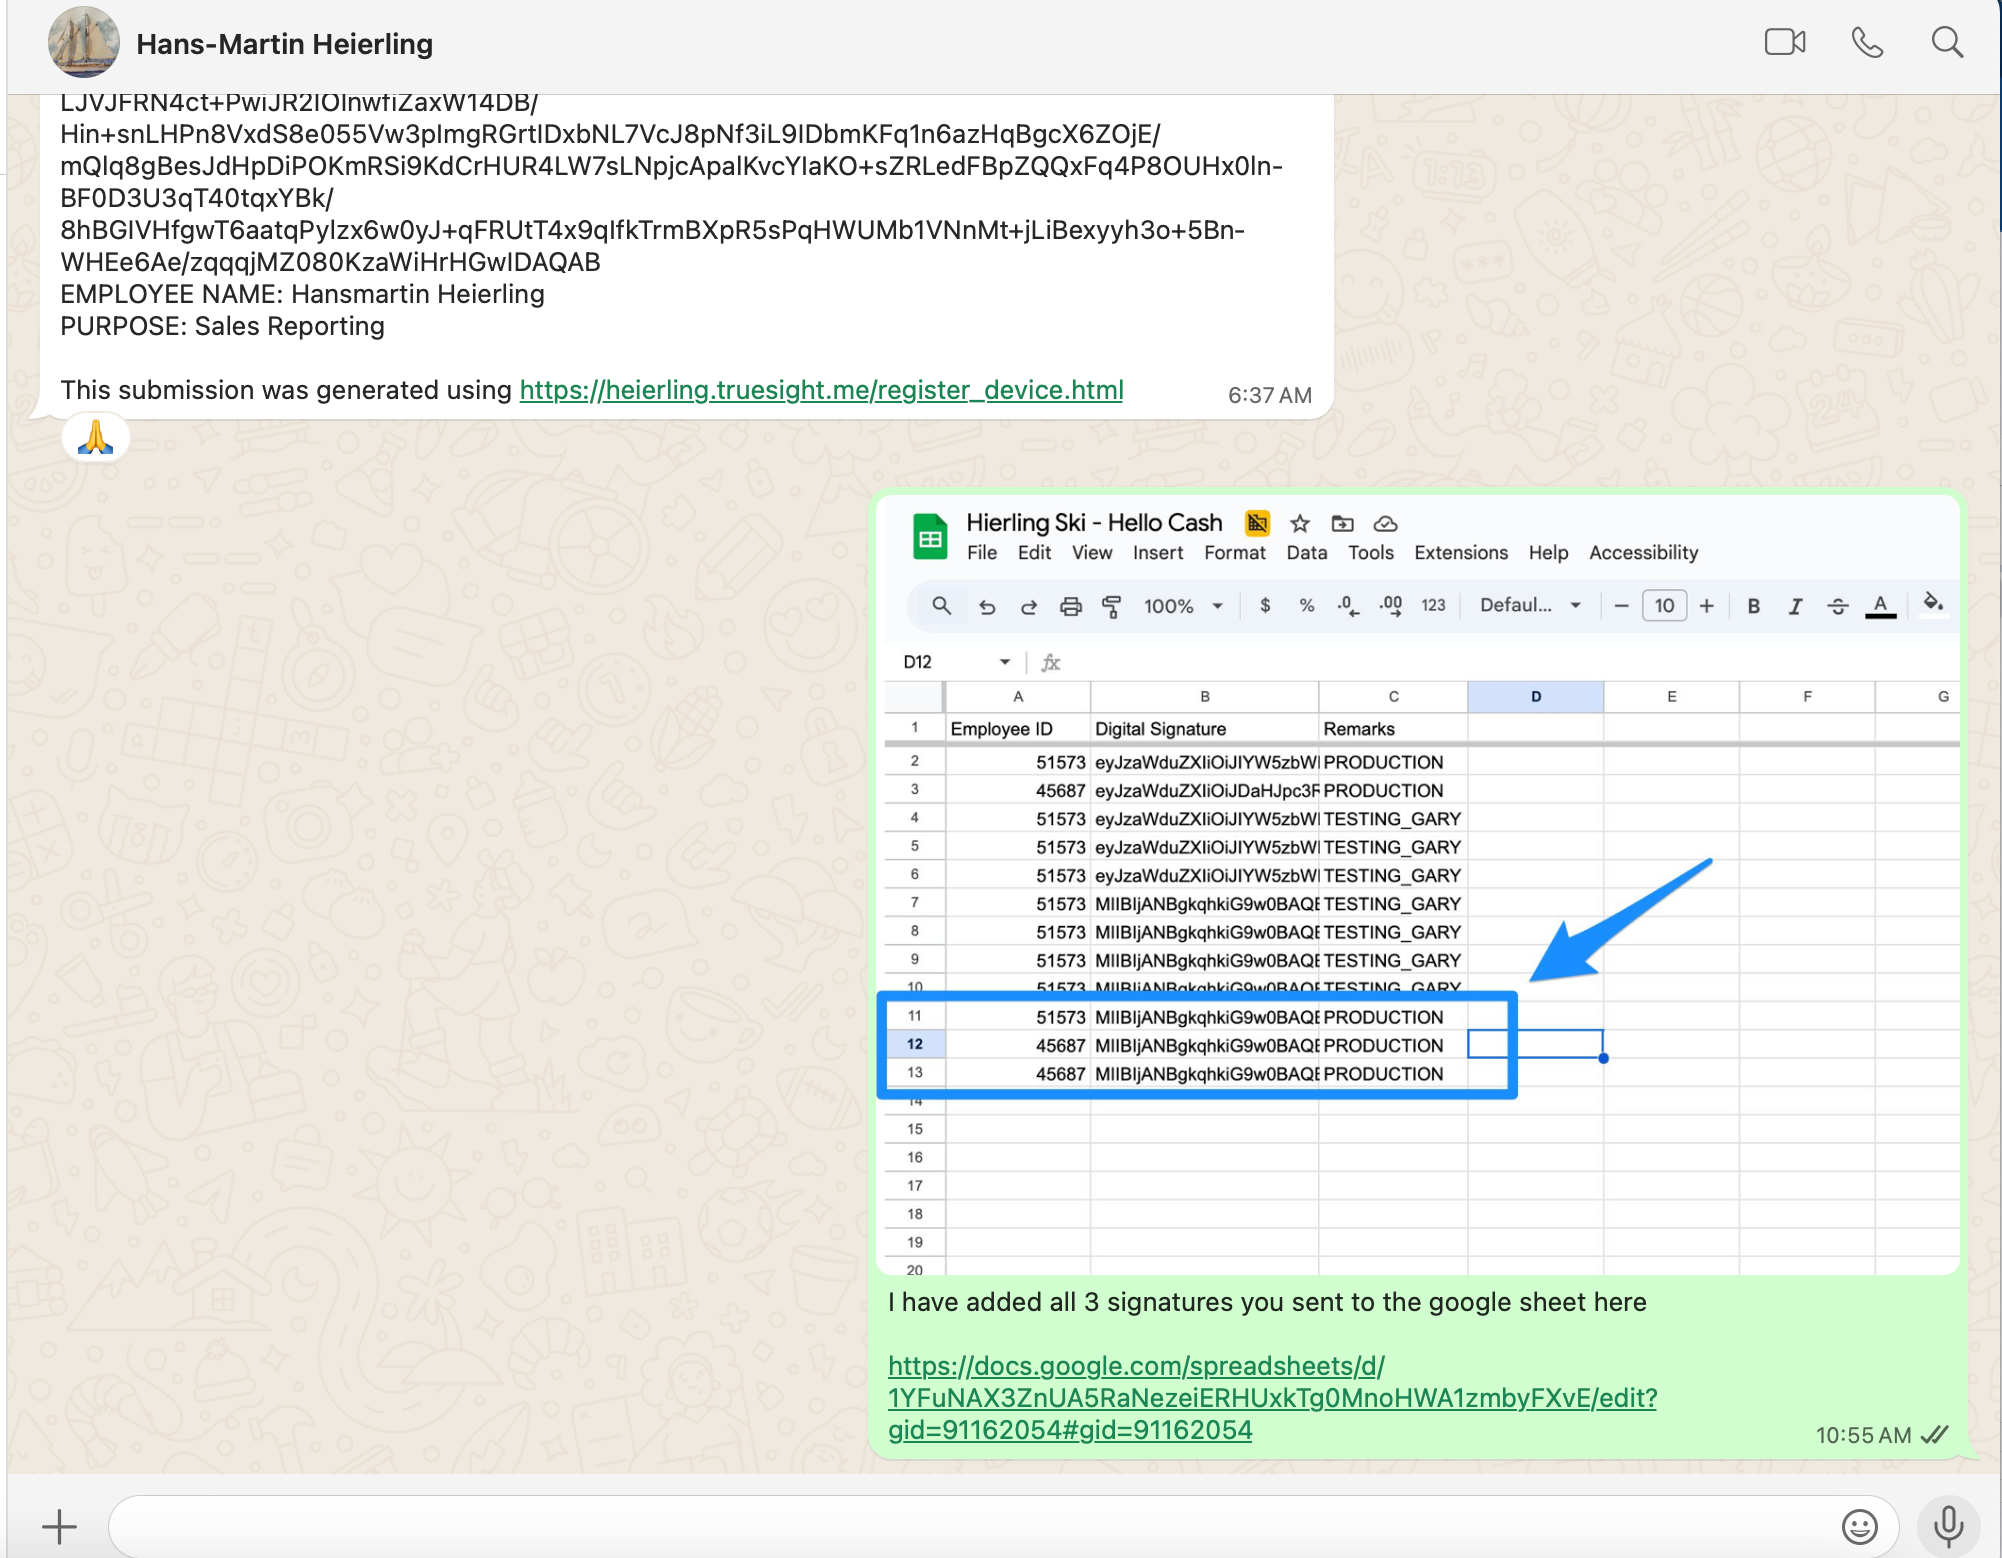 Hans-Martin Heierling
LJVJFRN4ct+PwiJR2IOInwfiZaxW14DB/
Hin+snLHPn8VxdS8e055Vw3pImgRGrtIDxbNL7VcJ8pNf3iL9IDbmKFq1n6azHqBgcX6ZOjE/
mQlq8gBesJdHpDiPOKmRSi9KdCrHUR4LW7sLNpjcApalKvcYIaKO+sZRLedFBpZQQxFq4P8OUHx0ln-
BF0D3U3qT40tqxYBk/
8hBGIVHfgwT6aatqPyIzx6w0yJ+qFRUtT4x9qIfkTrmBXpR5sPqHWUMb1VNnMt+jLiBexyyh3o+5Bn-
WHEe6Ae/zqqqjMZ080KzaWiHrHGwIDAQAB
EMPLOYEE NAME: Hansmartin Heierling
PURPOSE: Sales Reporting
This submission was generated using https://heierling.truesight.me/register_device.html
6:37 AM
Hierling Ski - Hello Cash
File Edit View Insert Format Data Tools Extensions Help Accessibility
100% $ % .0 .00 123 Defaul... − 10 + B I S A
D12 fx
A B C D E F G
1 Employee ID Digital Signature Remarks
2 51573 eyJzaWduZXIiOiJIYW5zbWl PRODUCTION
3 45687 eyJzaWduZXIiOiJDaHJpc3R PRODUCTION
4 51573 eyJzaWduZXIiOiJIYW5zbWl TESTING_GARY
5 51573 eyJzaWduZXIiOiJIYW5zbWl TESTING_GARY
6 51573 eyJzaWduZXIiOiJIYW5zbWl TESTING_GARY
7 51573 MIIBIjANBgkqhkiG9w0BAQE TESTING_GARY
8 51573 MIIBIjANBgkqhkiG9w0BAQE TESTING_GARY
9 51573 MIIBIjANBgkqhkiG9w0BAQE TESTING_GARY
10 51573 MIIBIjANBgkqhkiG9w0BAQE TESTING_GARY
11 51573 MIIBIjANBgkqhkiG9w0BAQE PRODUCTION
12 45687 MIIBIjANBgkqhkiG9w0BAQE PRODUCTION
13 45687 MIIBIjANBgkqhkiG9w0BAQE PRODUCTION
14
15
16
17
18
19
20
I have added all 3 signatures you sent to the google sheet here
https://docs.google.com/spreadsheets/d/
1YFuNAX3ZnUA5RaNezeiERHUxkTg0MnoHWA1zmbyFXvE/edit?
gid=91162054#gid=91162054
10:55 AM